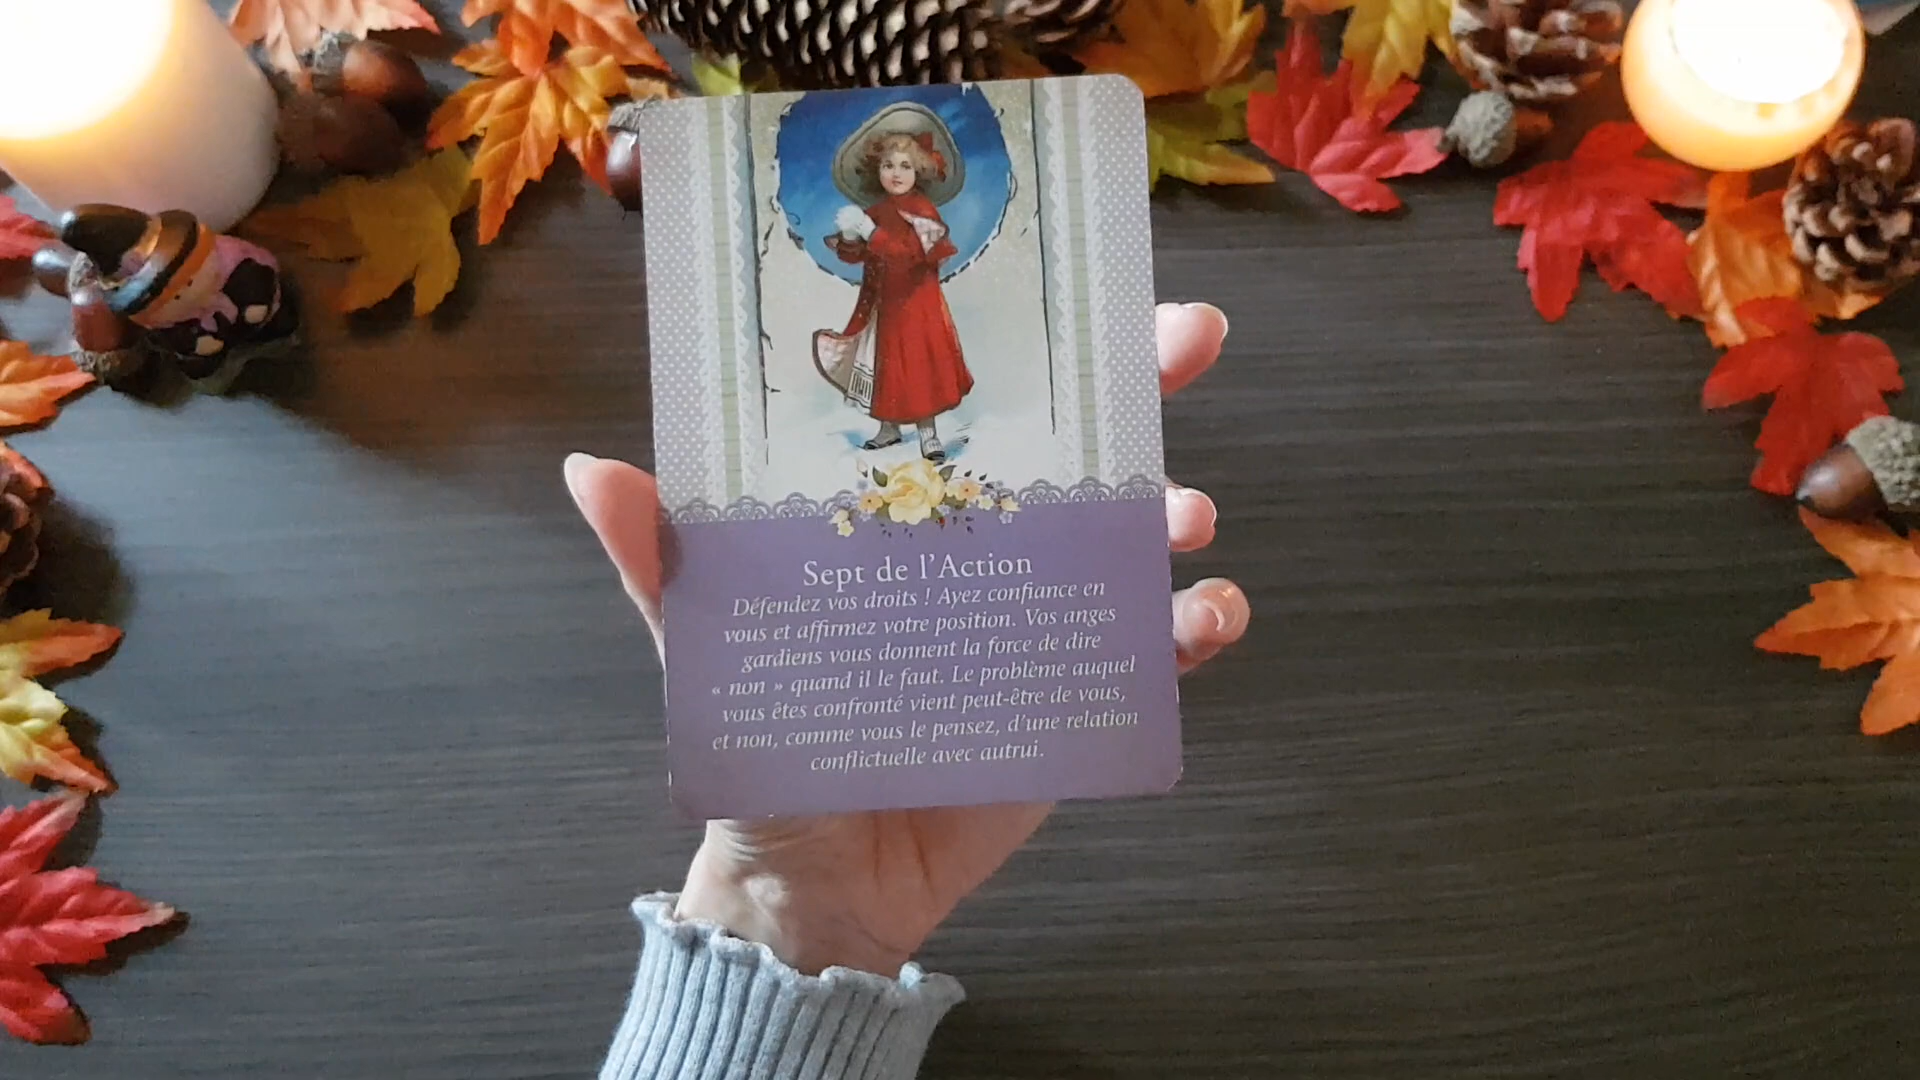 Sept de l'Action
Défendez vos droits ! Ayez confiance en
vous et affirmez votre position. Vos anges
gardiens vous donnent la force de dire
« non » quand il le faut. Le problème auquel
vous êtes confronté vient peut-être de vous,
et non, comme vous le pensez, d'une relation
conflictuelle avec autrui.